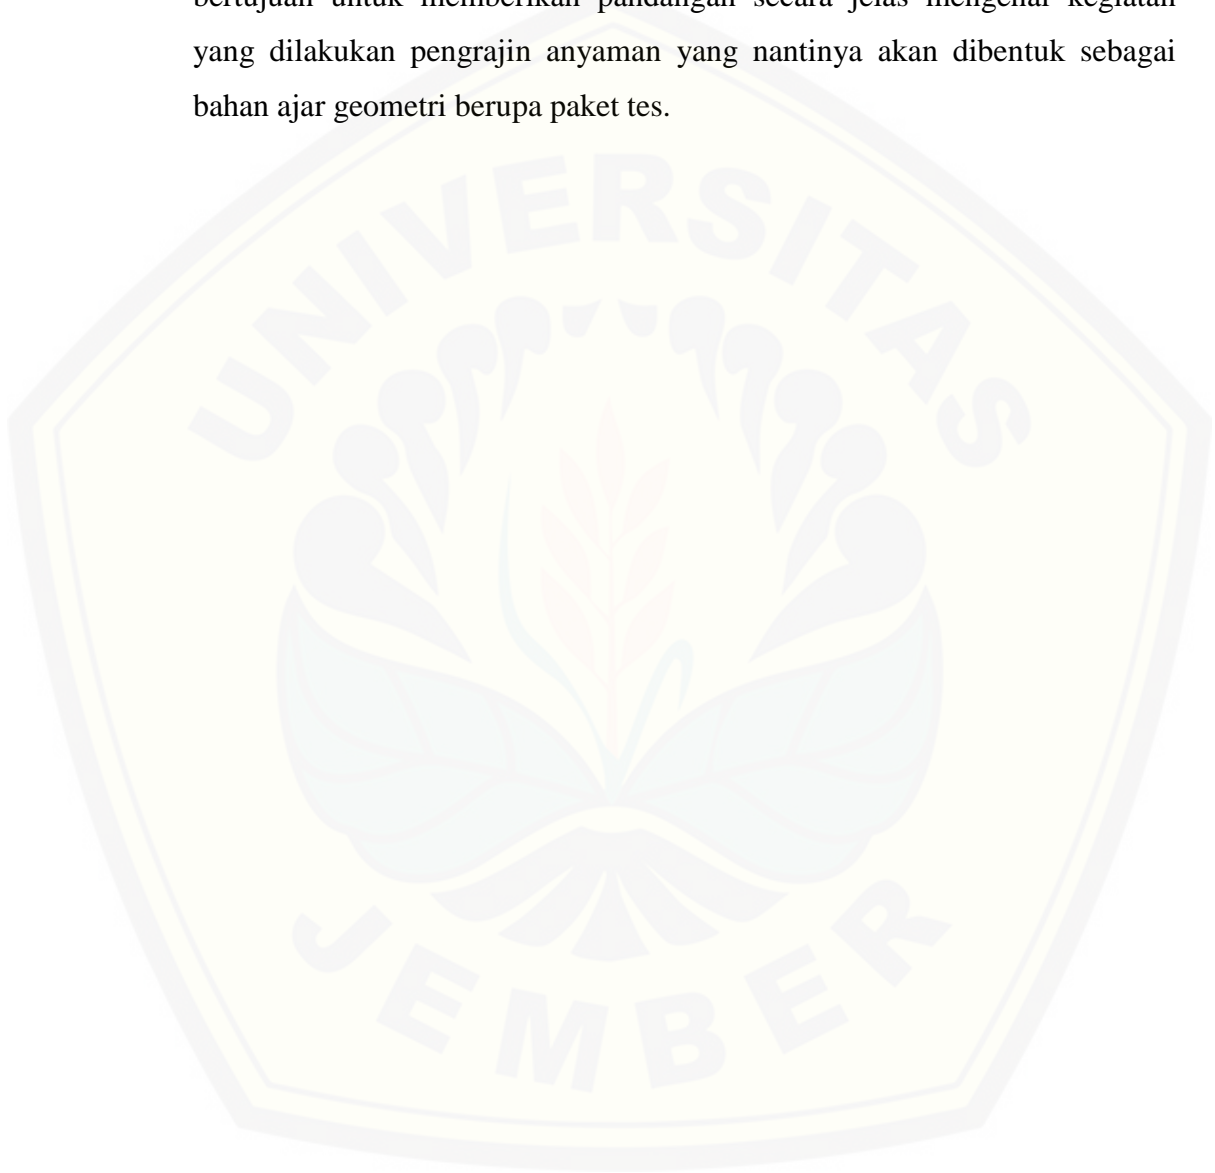 bertujuan untuk memberikan pandangan secara jelas mengenai kegiatan
yang dilakukan pengrajin anyaman yang nantinya akan dibentuk sebagai
bahan ajar geometri berupa paket tes.
UNIVERSITAS
JEMBER